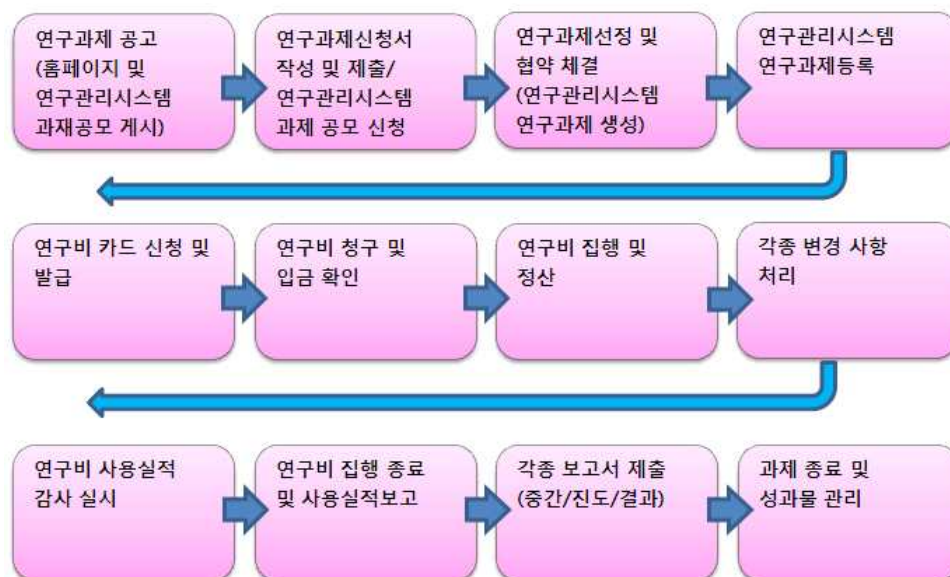 연구과제 공고
(홈페이지 및
연구관리시스템
과재공모 게시)
연구과제신청서
작성 및 제출/
연구관리시스템
과제 공모 신청
연구과제선정 및
협약 체결
(연구관리시스템
연구과제 생성)
연구관리시스템
연구과제등록
연구비 카드 신청 및
발급
연구비 청구 및
입금 확인
연구비 집행 및
정산
각종 변경 사항
처리
연구비 사용실적
감사 실시
연구비 집행 종료
및 사용실적보고
각종 보고서 제출
(중간/진도/결과)
과제 종료 및
성과물 관리